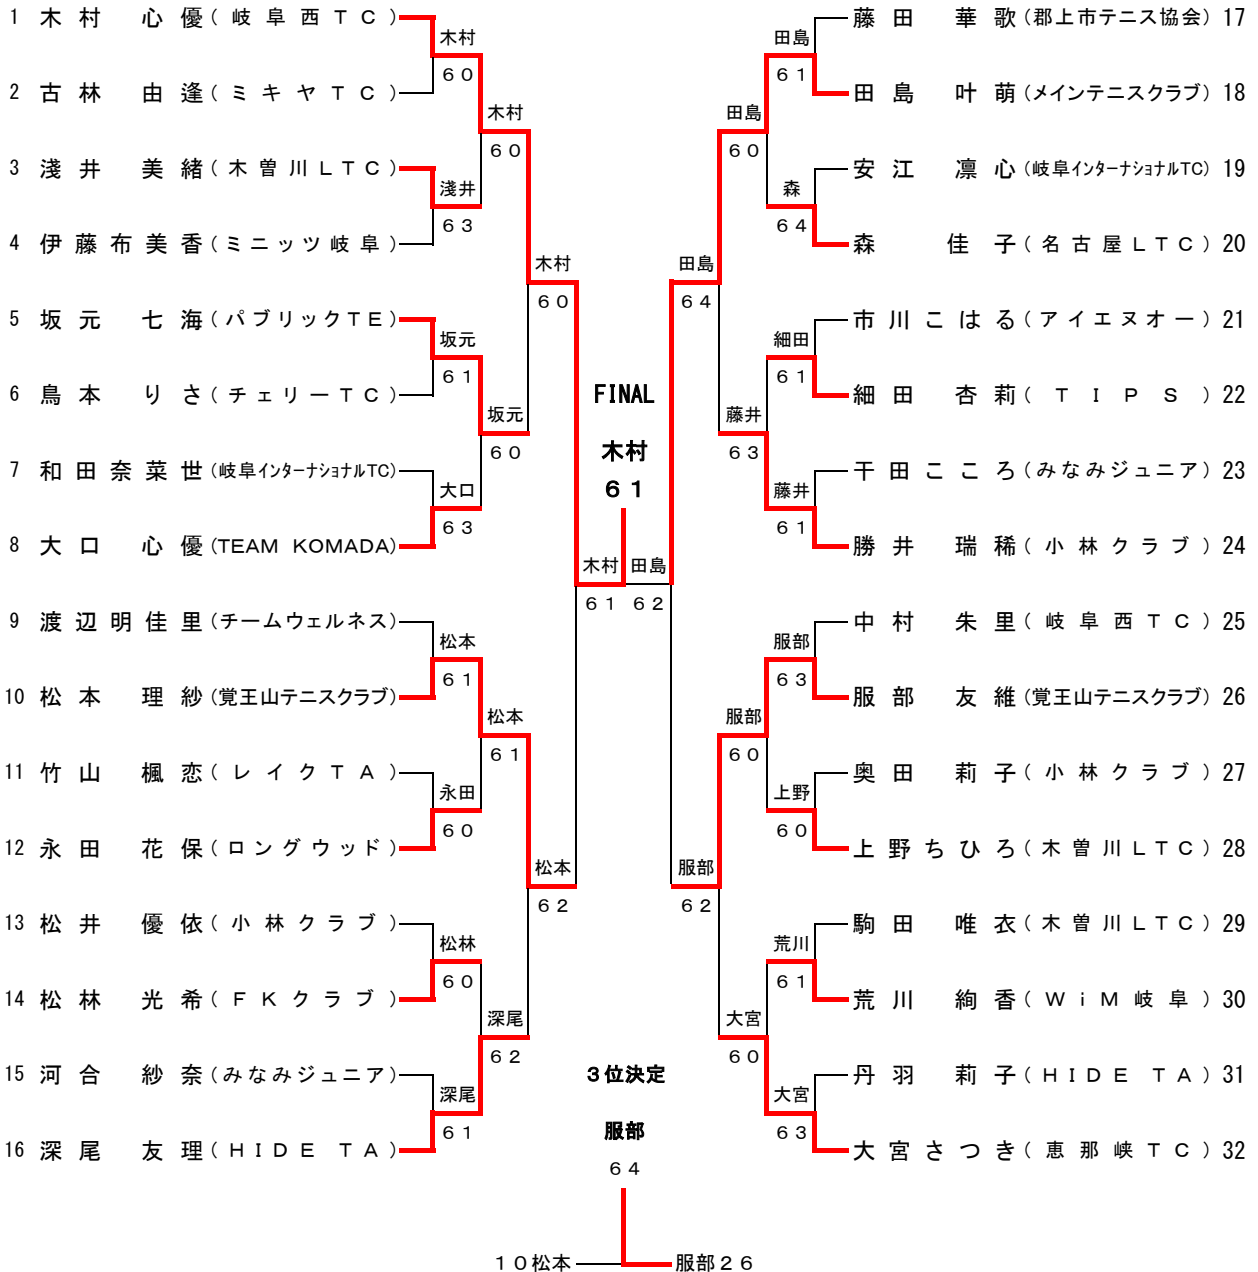 1 木村 心優(岐阜西TC)
木村
60
2 古林 由逢(ミキヤTC)
木村
60
3 淺井 美緒(木曽川LTC)
淺井
63
4 伊藤布美香(ミニッツ岐阜)
木村
60
5 坂元 七海(パブリックTE)
坂元
61
6 鳥本 りさ(チェリーTC)
坂元
60
7 和田奈菜世(岐阜インターナショナルTC)
大口
63
8 大口 心優(TEAM KOMADA)
木村
61
9 渡辺明佳里(チームウェルネス)
松本
61
10 松本 理紗(覚王山テニスクラブ)
松本
61
11 竹山 楓恋(レイクTA)
永田
60
12 永田 花保(ロングウッド)
松本
62
13 松井 優依(小林クラブ)
松林
60
14 松林 光希(FKクラブ)
深尾
62
15 河合 紗奈(みなみジュニア)
深尾
61
16 深尾 友理(HIDE TA)
FINAL
木村
61
藤田 華歌(郡上市テニス協会) 17
田島
61
田島 叶萌(メインテニスクラブ) 18
田島
60
安江 凛心(岐阜インターナショナルTC) 19
森
64
森 佳子(名古屋LTC) 20
田島
64
市川こはる(アイエヌオー) 21
細田
61
細田 杏莉(TIPS) 22
藤井
63
干田こころ(みなみジュニア) 23
藤井
61
勝井 瑞稀(小林クラブ) 24
田島
62
中村 朱里(岐阜西TC) 25
服部
63
服部 友維(覚王山テニスクラブ) 26
服部
60
奥田 莉子(小林クラブ) 27
上野
60
上野ちひろ(木曽川LTC) 28
服部
62
駒田 唯衣(木曽川LTC) 29
荒川
61
荒川 絢香(WiM岐阜) 30
大宮
60
丹羽 莉子(HIDE TA) 31
大宮
63
大宮さつき(恵那峡TC) 32
3位決定
服部
64
10松本
服部26